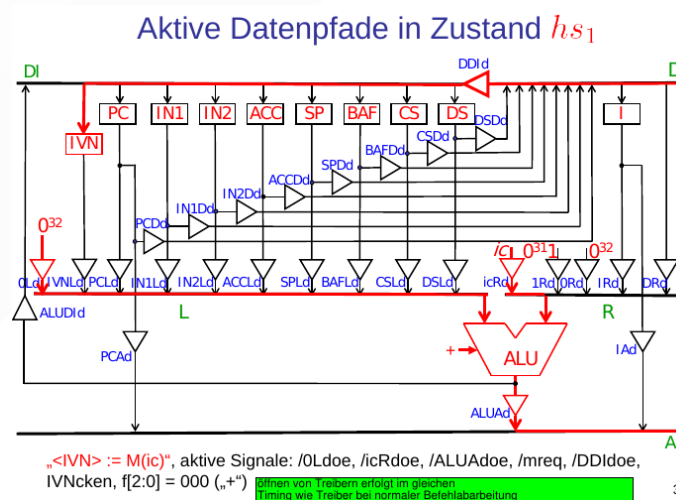 Aktive Datenpfade in Zustand hs₁
DI
DDId
D
PC IN1 IN2 ACC SP BAF CS DS I
IVN
DSDd
CSDd
BAFDd
SPDd
ACCDd
IN2Dd
IN1Dd
PCDd
0³² ic 0³¹1 0³²
0Ld IVNLd PCLd IN1Ld IN2Ld ACCLd SPLd BAFLd CSLd DSLd icRd 1Rd 0Rd IRd DRd
L R
ALUDId
PCAd + ALU IAd
ALUAd
A
„<IVN> := M(ic)“, aktive Signale: /0Ldoe, /icRdoe, /ALUAdoe, /mreq, /DDIdoe,
IVNcken, f[2:0] = 000 („+“)
öffnen von Treibern erfolgt im gleichen
Timing wie Treiber bei normaler Befehlabarbeitung